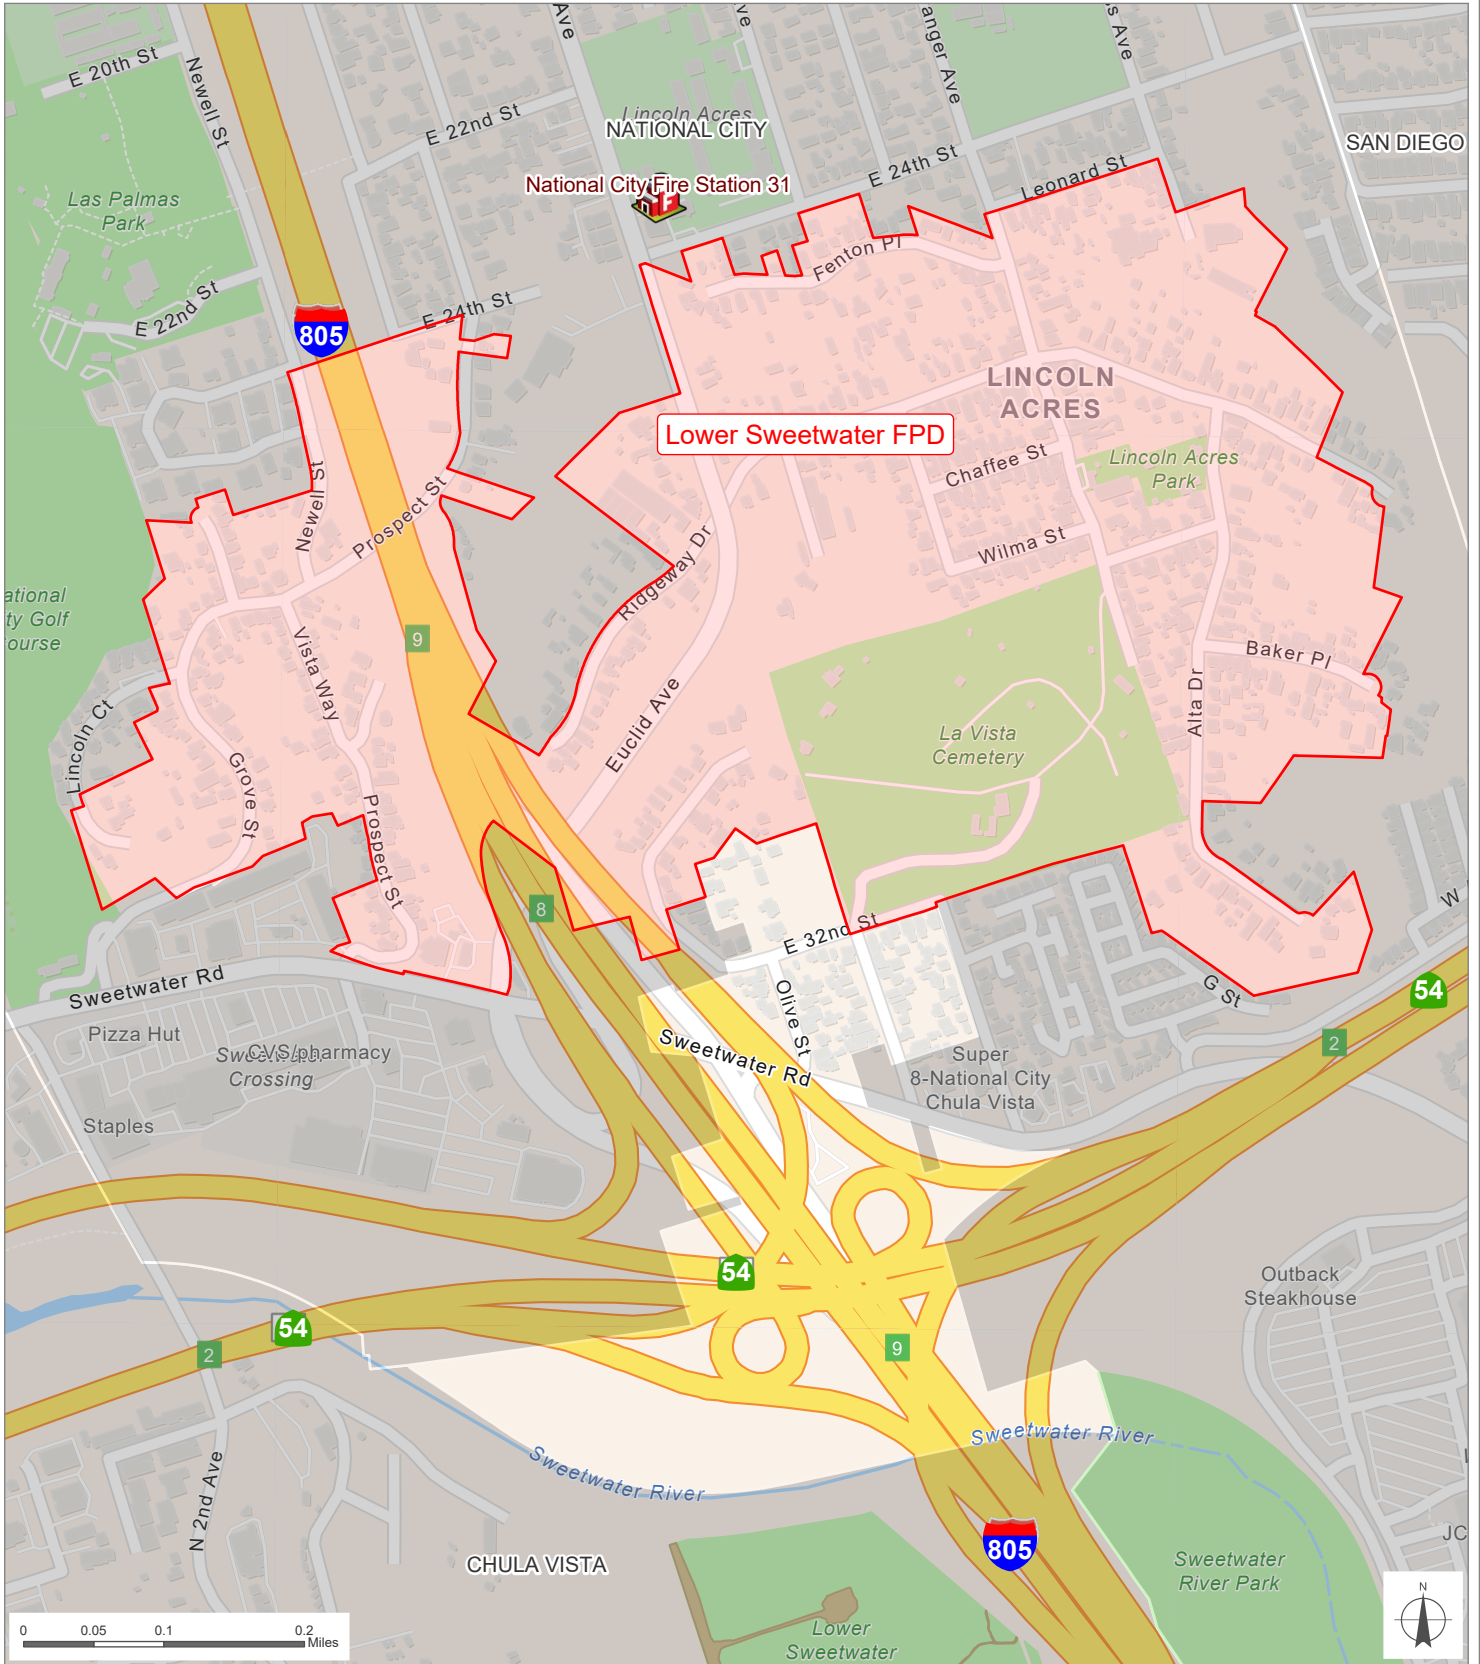 Ave
Ave
anger Ave
s Ave
E 20th St
Newell St
E 22nd St
Lincoln Acres
NATIONAL CITY
SAN DIEGO
E 24th St
Leonard St
National City Fire Station 31
F
Las Palmas
Park
Fenton Pl
E 22nd St
E 24th St
805
LINCOLN
ACRES
Lower Sweetwater FPD
Chaffee St
Lincoln Acres
Park
Newell St
Prospect St
Wilma St
Ridgeway Dr
ational
ty Golf
ourse
9
Vista Way
Baker Pl
Euclid Ave
Alta Dr
Lincoln Ct
La Vista
Cemetery
Grove St
Prospect St
8
W
E 32nd St
Sweetwater Rd
Olive St
G St
54
Pizza Hut
CVS/pharmacy
Crossing
Sweetwater Rd
2
Super
8-National City
Chula Vista
Staples
54
Outback
Steakhouse
54
2
9
Sweetwater River
Sweetwater River
N 2nd Ave
805
JC
CHULA VISTA
Sweetwater
River Park
N
0 0.05 0.1 0.2
Miles
Lower
Sweetwater